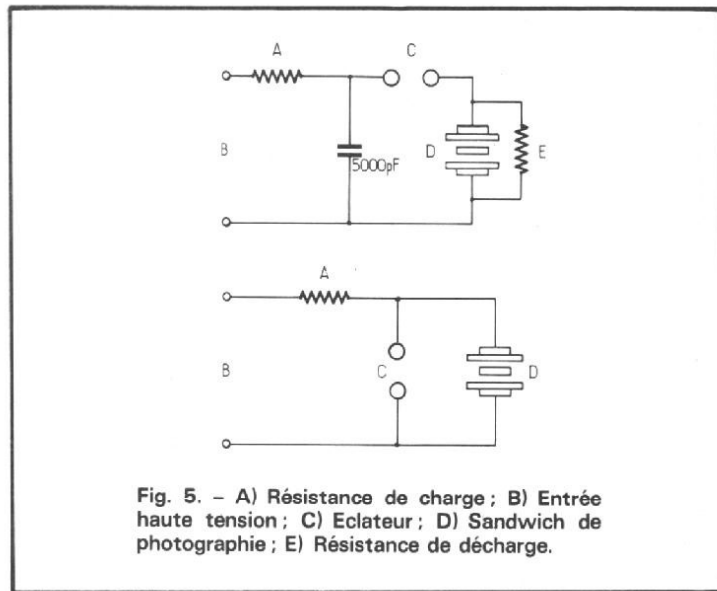 A
C
B
5000pF
D
E
A
B
C
D
Fig. 5. – A) Résistance de charge ; B) Entrée
haute tension ; C) Eclateur ; D) Sandwich de
photographie ; E) Résistance de décharge.